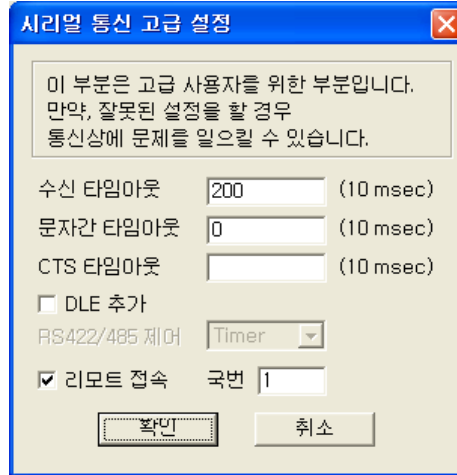 시리얼 통신 고급 설정
이 부분은 고급 사용자를 위한 부분입니다.
만약, 잘못된 설정을 할 경우
통신상에 문제를 일으킬 수 있습니다.
수신 타임아웃 200 (10 msec)
문자간 타임아웃 0 (10 msec)
CTS 타임아웃 (10 msec)
DLE 추가
RS422/485 제어 Timer
리모트 접속 국번 1
확인 취소